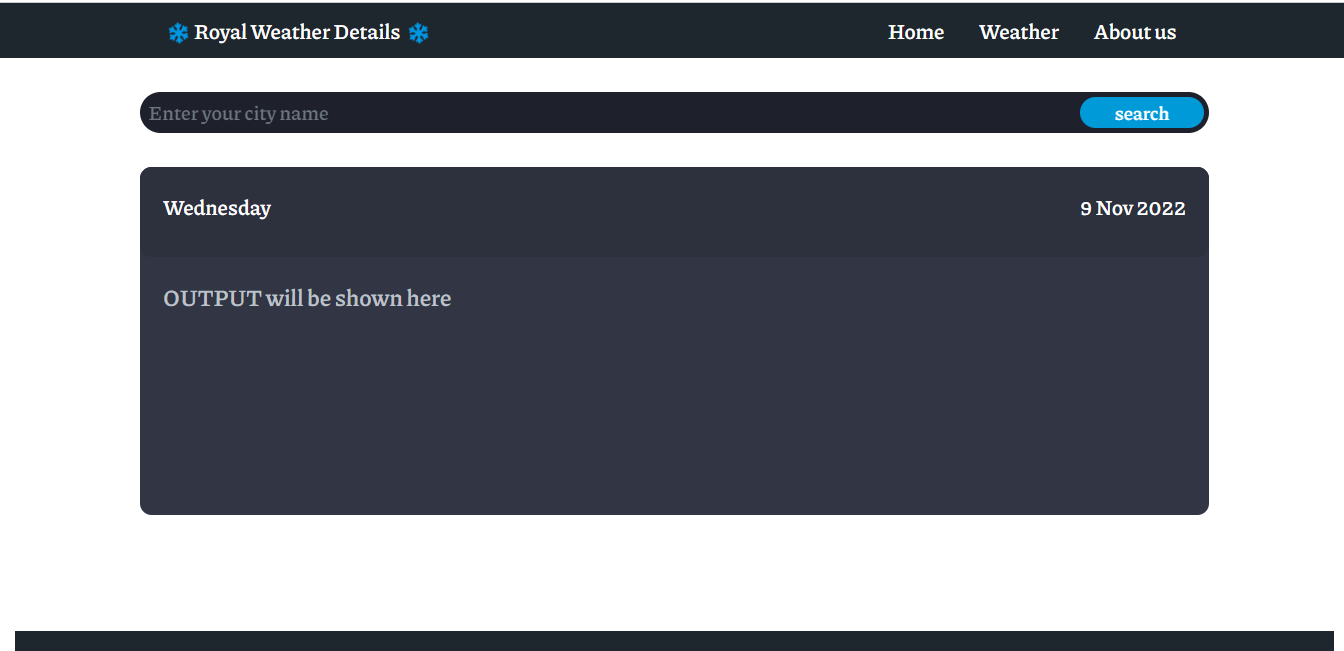 Royal Weather Details Home Weather About us
Enter your city name search
Wednesday 9 Nov 2022
OUTPUT will be shown here